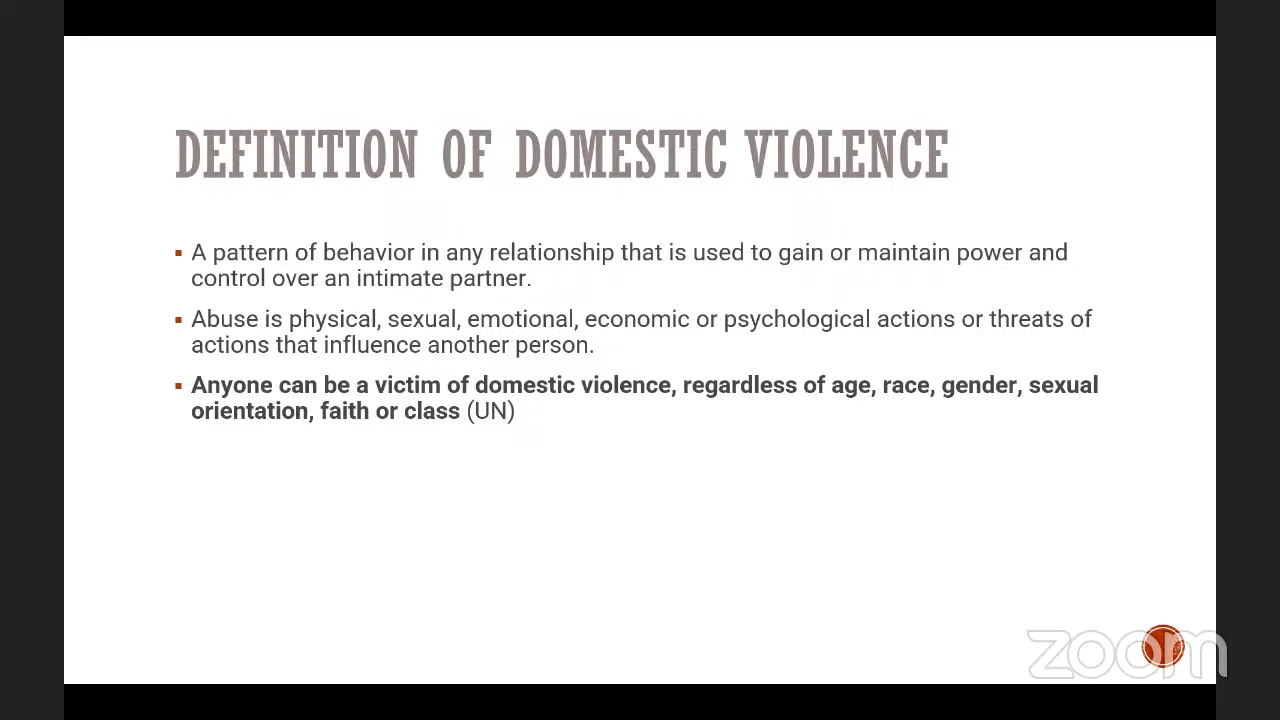 DEFINITION OF DOMESTIC VIOLENCE
A pattern of behavior in any relationship that is used to gain or maintain power and
control over an intimate partner.
Abuse is physical, sexual, emotional, economic or psychological actions or threats of
actions that influence another person.
Anyone can be a victim of domestic violence, regardless of age, race, gender, sexual
orientation, faith or class (UN)
zoom